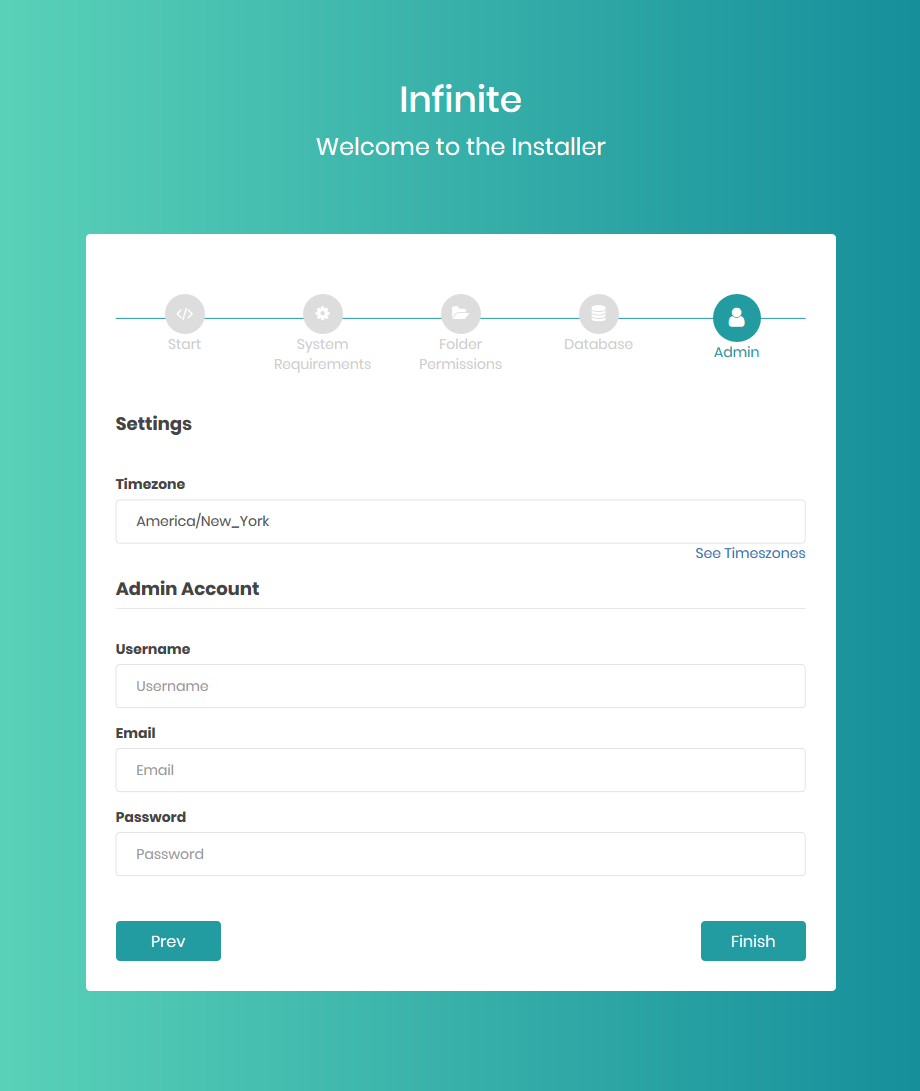 Infinite
Welcome to the Installer
Start
System
Requirements
Folder
Permissions
Database
Admin
Settings
Timezone
America/New_York
See Timeszones
Admin Account
Username
Username
Email
Email
Password
Password
Prev
Finish